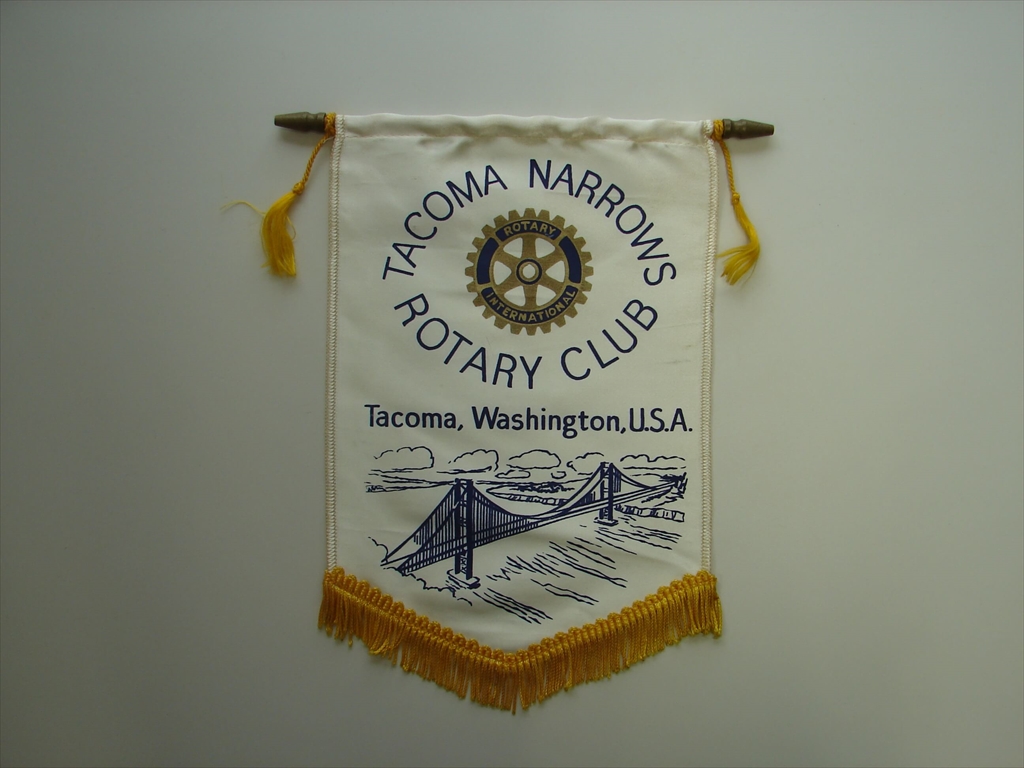 TACOMA NARROWS
ROTARY
INTERNATIONAL
ROTARY CLUB
Tacoma, Washington, U.S.A.